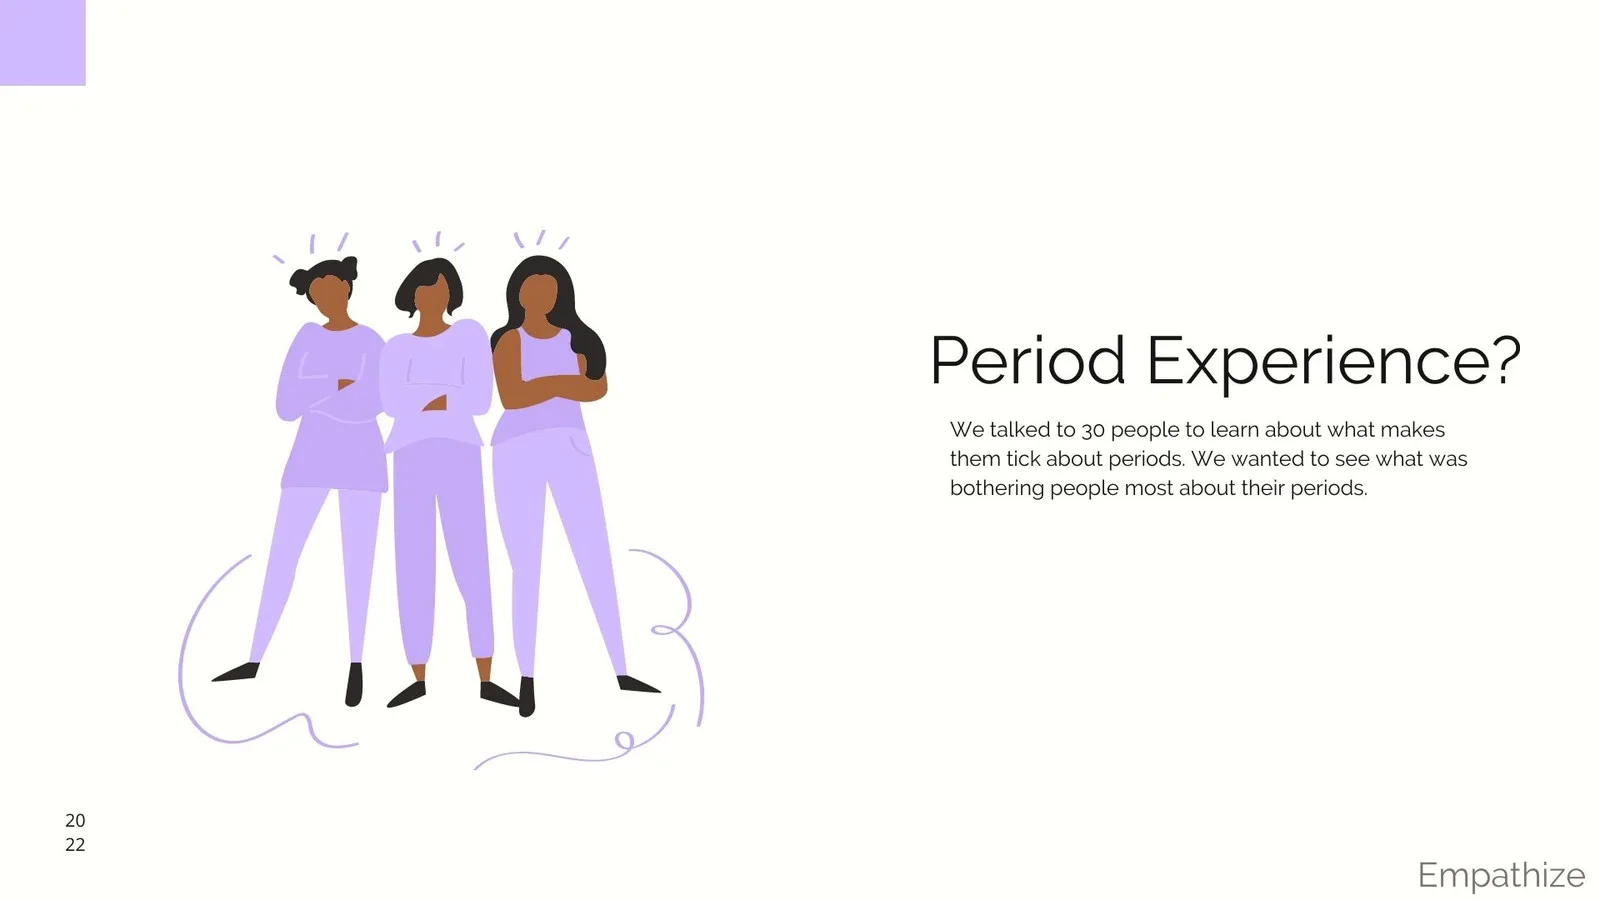 Period Experience?
We talked to 30 people to learn about what makes
them tick about periods. We wanted to see what was
bothering people most about their periods.
20
22
Empathize